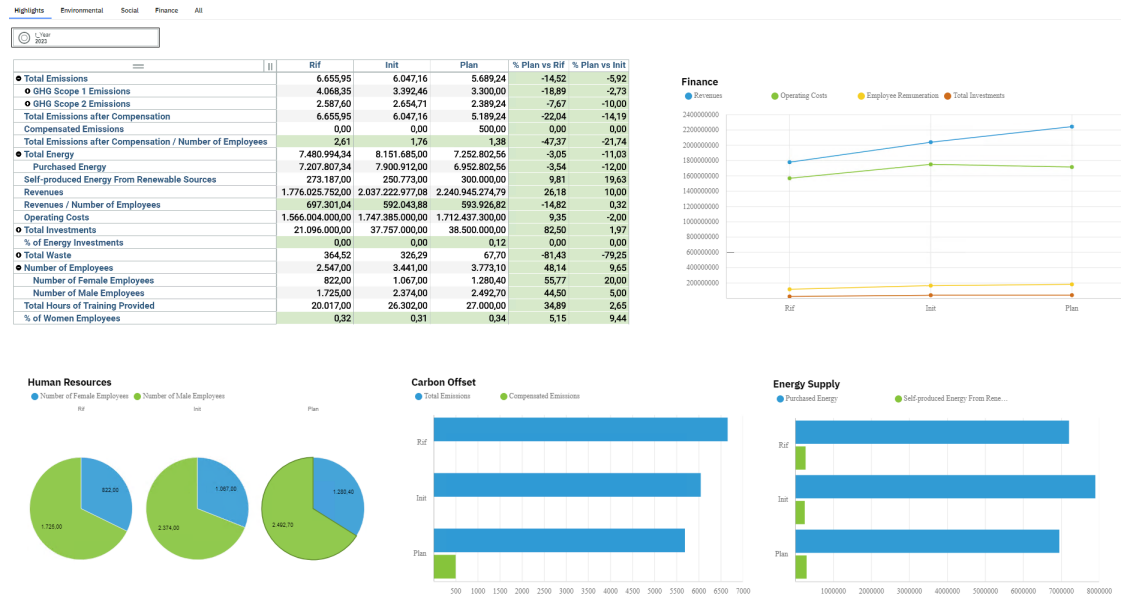 Highlights Environmental Social Finance All
t_Year
2023
Rif Init Plan % Plan vs Rif % Plan vs Init
Total Emissions 6.655,95 6.047,16 5.689,24 -14,52 -5,92
GHG Scope 1 Emissions 4.068,35 3.392,46 3.300,00 -18,89 -2,73
GHG Scope 2 Emissions 2.587,60 2.654,71 2.389,24 -7,67 -10,00
Total Emissions after Compensation 6.655,95 6.047,16 5.189,24 -22,04 -14,19
Compensated Emissions 0,00 0,00 500,00 0,00 0,00
Total Emissions after Compensation / Number of Employees 2,61 1,76 1,38 -47,37 -21,74
Total Energy 7.480.994,34 8.151.685,00 7.252.802,56 -3,05 -11,03
Purchased Energy 7.207.807,34 7.900.912,00 6.952.802,56 -3,54 -12,00
Self-produced Energy From Renewable Sources 273.187,00 250.773,00 300.000,00 9,81 19,63
Revenues 1.776.025.752,00 2.037.222.977,08 2.240.945.274,79 26,18 10,00
Revenues / Number of Employees 697.301,04 592.043,88 593.926,82 -14,82 0,32
Operating Costs 1.566.004.000,00 1.747.385.000,00 1.712.437.300,00 9,35 -2,00
Total Investments 21.096.000,00 37.757.000,00 38.500.000,00 82,50 1,97
% of Energy Investments 0,00 0,00 0,12 0,00 0,00
Total Waste 364,52 326,29 67,70 -81,43 -79,25
Number of Employees 2.547,00 3.441,00 3.773,10 48,14 9,65
Number of Female Employees 822,00 1.067,00 1.280,40 55,77 20,00
Number of Male Employees 1.725,00 2.374,00 2.492,70 44,50 5,00
Total Hours of Training Provided 20.017,00 26.302,00 27.000,00 34,89 2,65
% of Women Employees 0,32 0,31 0,34 5,15 9,44
Finance
Revenues Operating Costs Employee Remuneration Total Investments
2400000000
2200000000
2000000000
1800000000
1600000000
1400000000
1200000000
1000000000
800000000
600000000
400000000
200000000
Rif Init Plan
Human Resources
Number of Female Employees Number of Male Employees
Rif Init Plan
822,00 1.067,00 1.280,40
1.725,00 2.374,00 2.492,70
Carbon Offset
Total Emissions Compensated Emissions
Rif
Init
Plan
500 1000 1500 2000 2500 3000 3500 4000 4500 5000 5500 6000 6500 7000
Energy Supply
Purchased Energy Self-produced Energy From Rene...
Rif
Init
Plan
1000000 2000000 3000000 4000000 5000000 6000000 7000000 8000000